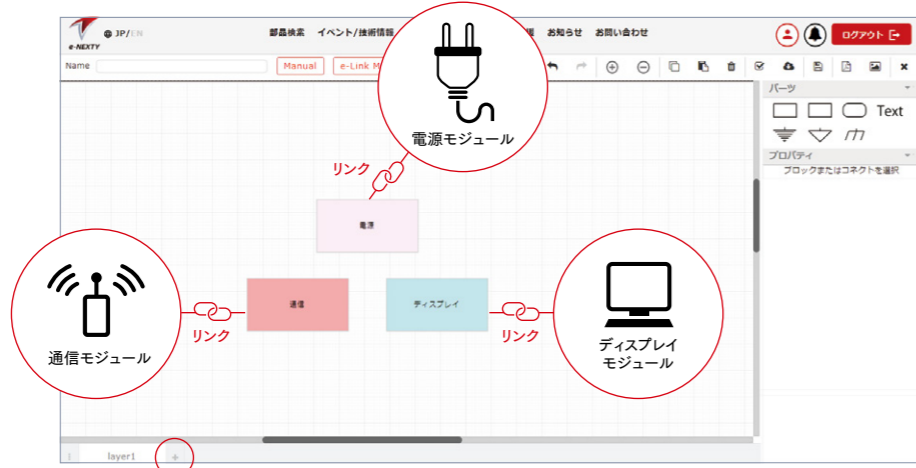 JP/EN
部品検索 イベント/技術情報
お知らせ お問い合わせ
ログアウト
e-NEXTY
Name
Manual
e-Link M
パーツ
Text
プロパティ
ブロックまたはコネクトを選択
電源モジュール
リンク
電源
通信
ディスプレイ
リンク
リンク
通信モジュール
ディスプレイ
モジュール
layer1
+